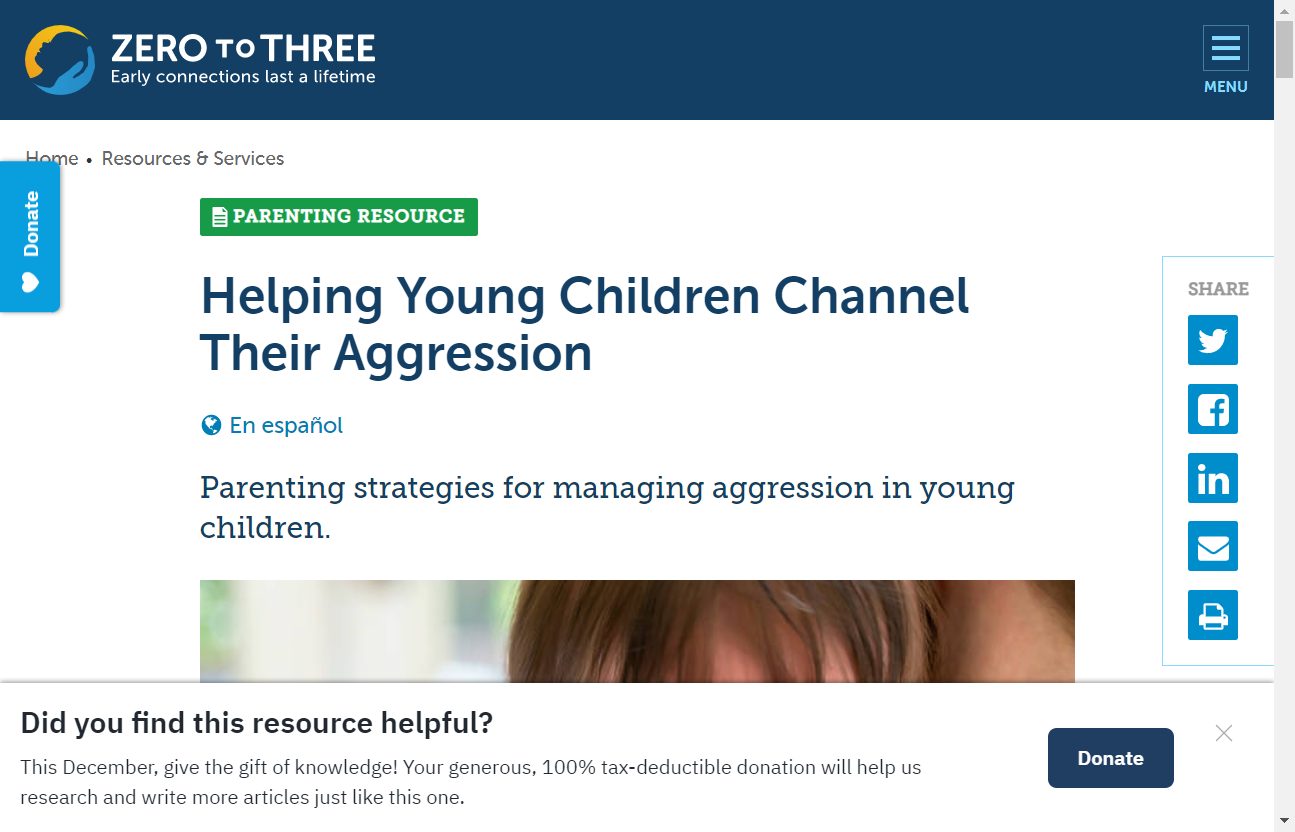 ZERO TO THREE
Early connections last a lifetime
MENU
Home • Resources & Services
Donate
PARENTING RESOURCE
Helping Young Children Channel
Their Aggression
En español
Parenting strategies for managing aggression in young
children.
SHARE
Did you find this resource helpful?
This December, give the gift of knowledge! Your generous, 100% tax-deductible donation will help us
research and write more articles just like this one.
Donate